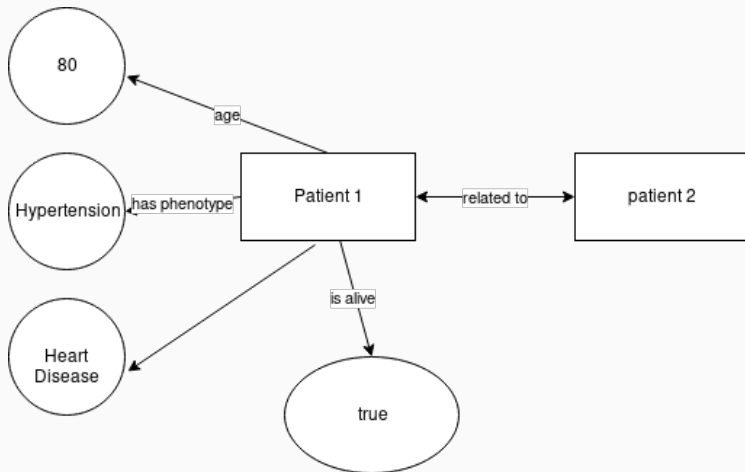 80
age
Hypertension
has phenotype
Patient 1
related to
patient 2
is alive
Heart
Disease
true